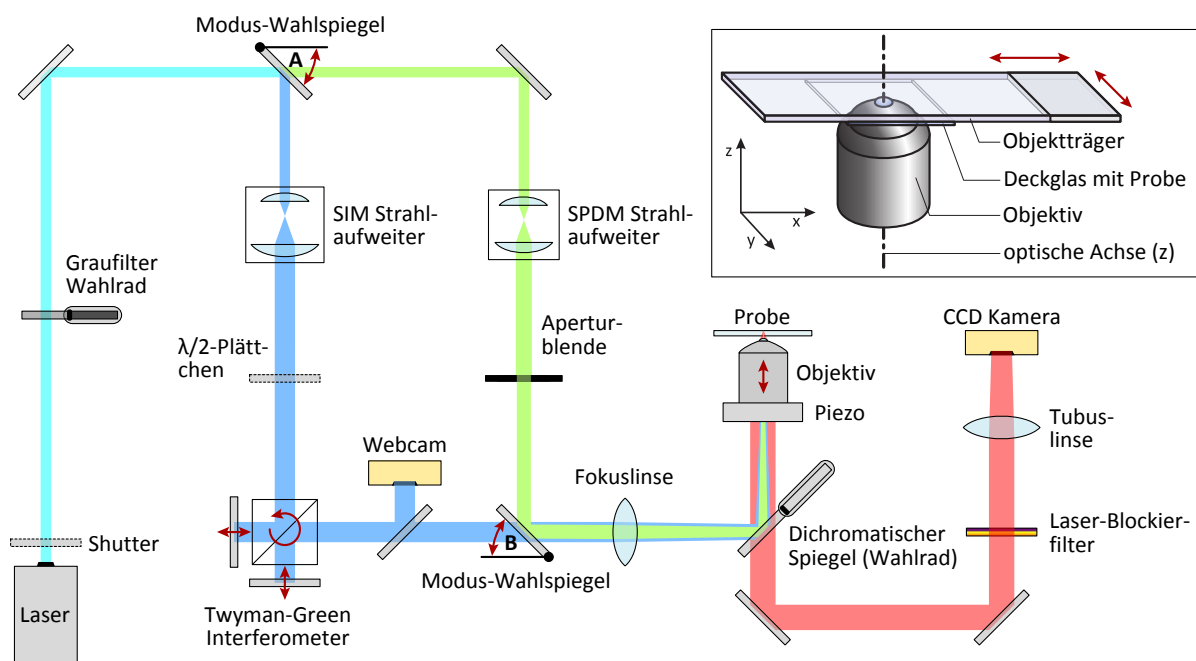 Modus-Wahlspiegel
A
SIM Strahl-
aufweiter
SPDM Strahl-
aufweiter
Graufilter
Wahlrad
λ/2-Plätt-
chen
Apertur-
blende
Webcam
Fokuslinse
Shutter
Laser
Twyman-Green
Interferometer
B
Modus-Wahlspiegel
Probe
Objektiv
Piezo
Dichromatischer
Spiegel (Wahlrad)
CCD Kamera
Tubus-
linse
Laser-Blockier-
filter
z
x
y
Objektträger
Deckglas mit Probe
Objektiv
optische Achse (z)